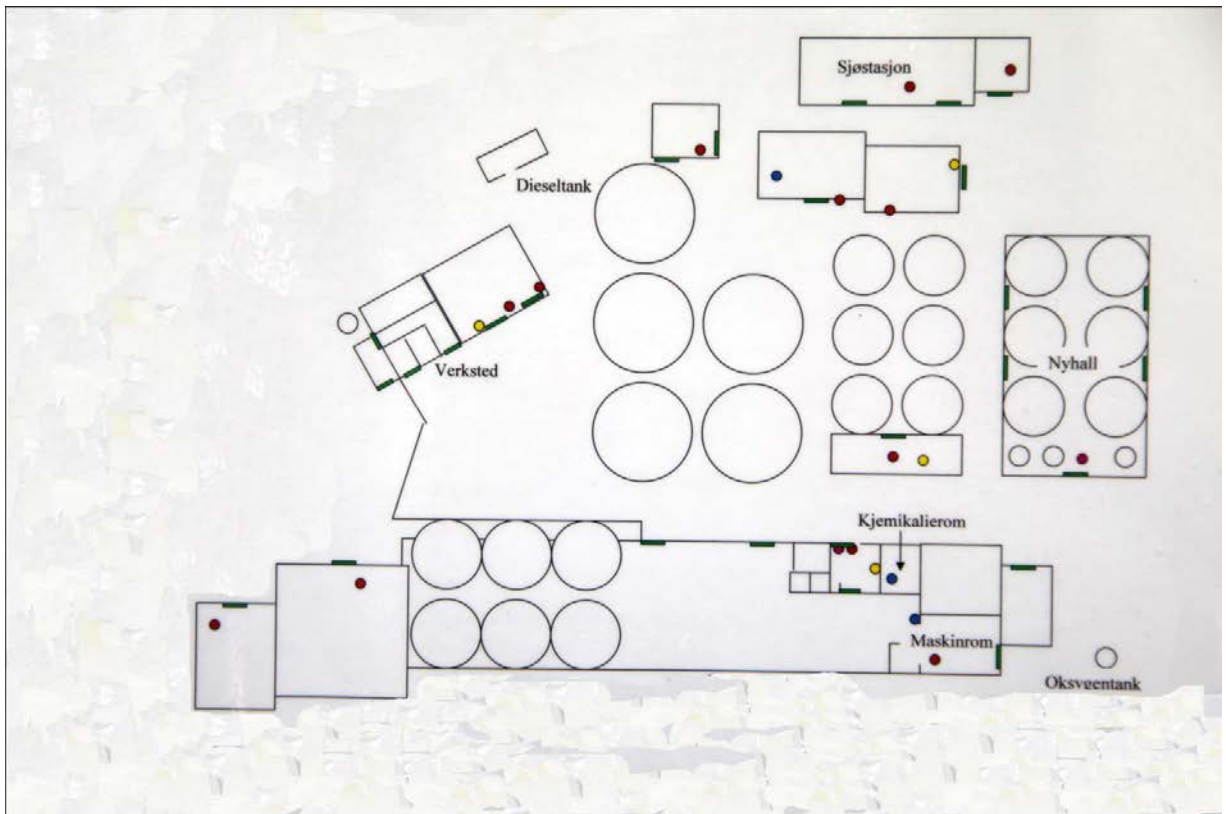 Sjøstasjon
Dieseltank
Verksted
Nyhall
Kjemikalierom
Maskinrom
Oksygentank